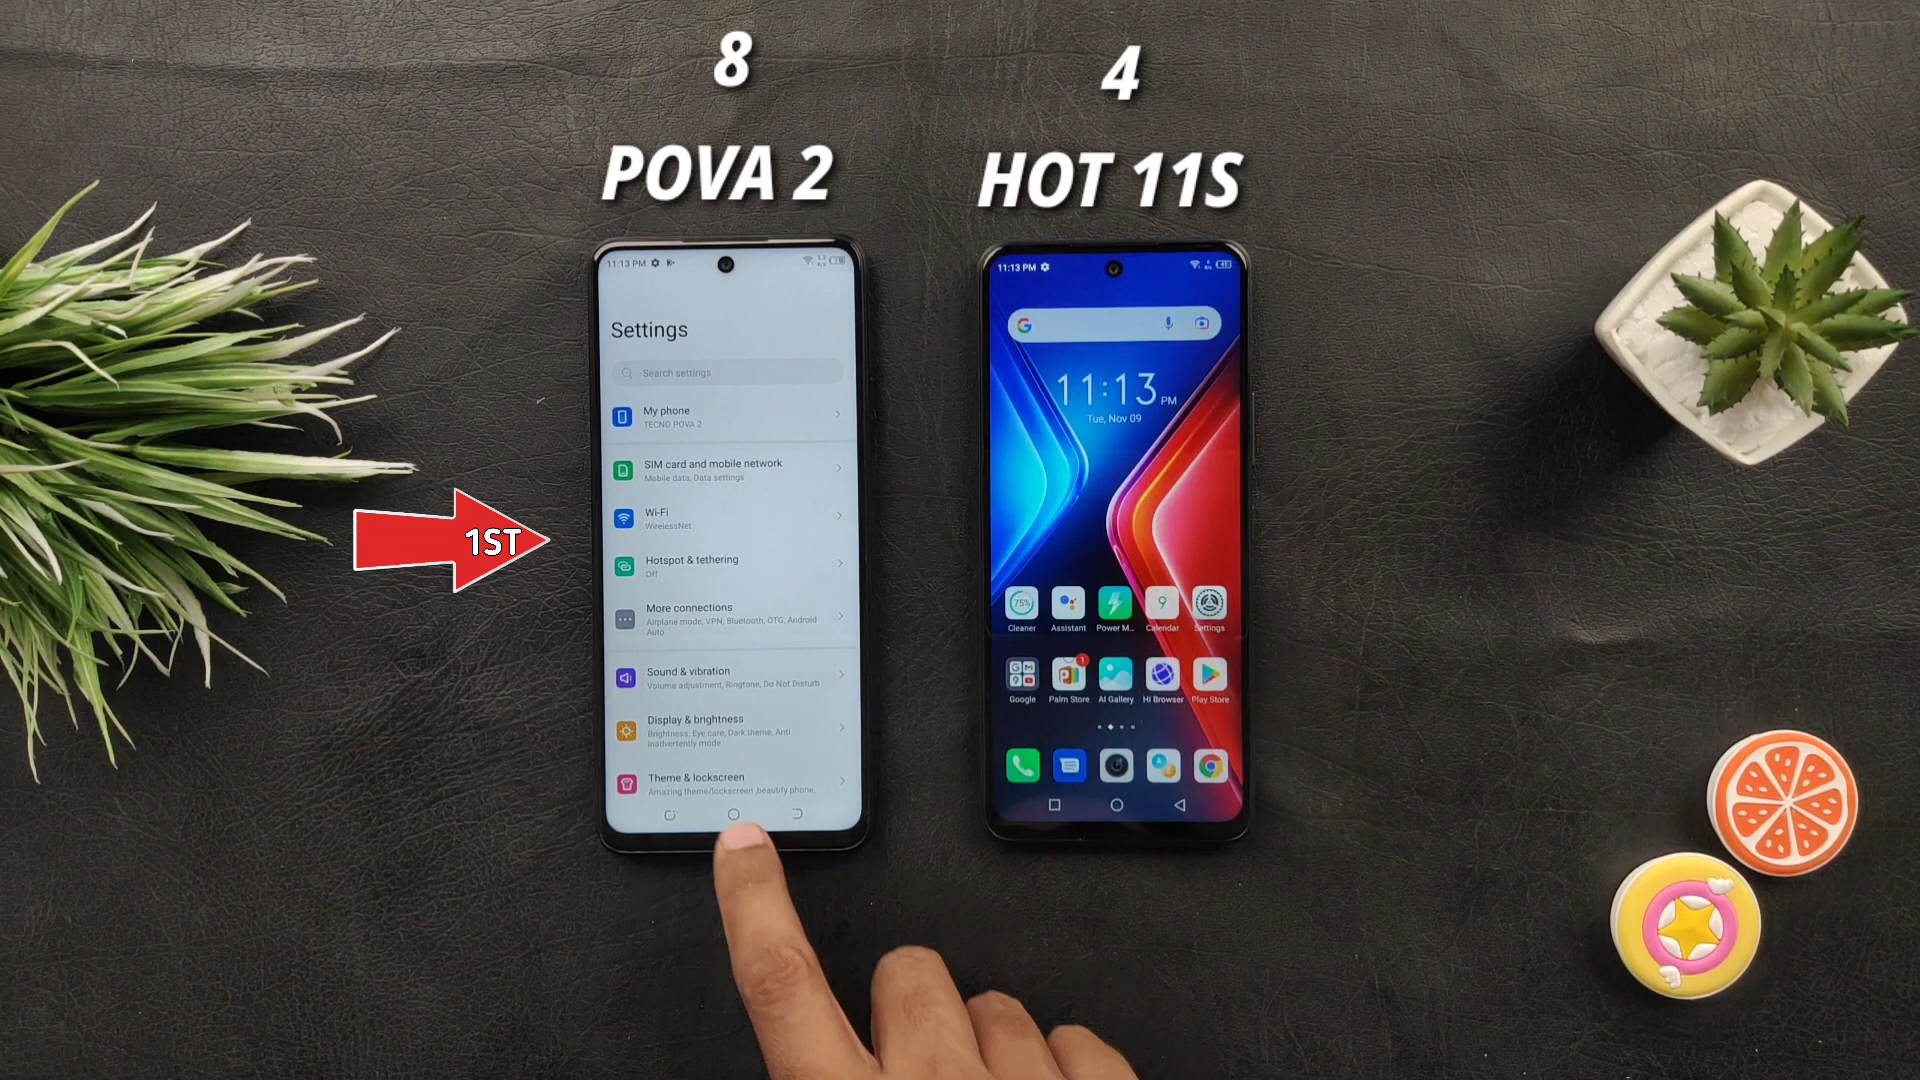 8
4
POVA 2
HOT 11S
1ST
11:13 PM
Settings
Search settings
My phone
TECNO POVA 2
SIM card and mobile network
Mobile data, Data settings
Wi-Fi
WirelessNet
Hotspot & tethering
Off
More connections
Airplane mode, VPN, Bluetooth, OTG, Android
Auto
Sound & vibration
Volume adjustment, Ringtone, Do Not Disturb
Display & brightness
Brightness, Eye care, Dark theme, Anti
inadvertently mode
Theme & lockscreen
Amazing theme/lockscreen ,beautify phone.
11:13 PM
11:13 PM
Tue, Nov 09
75%
9
Cleaner Assistant Power M... Calendar Settings
1
Google Palm Store AI Gallery Hi Browser Play Store